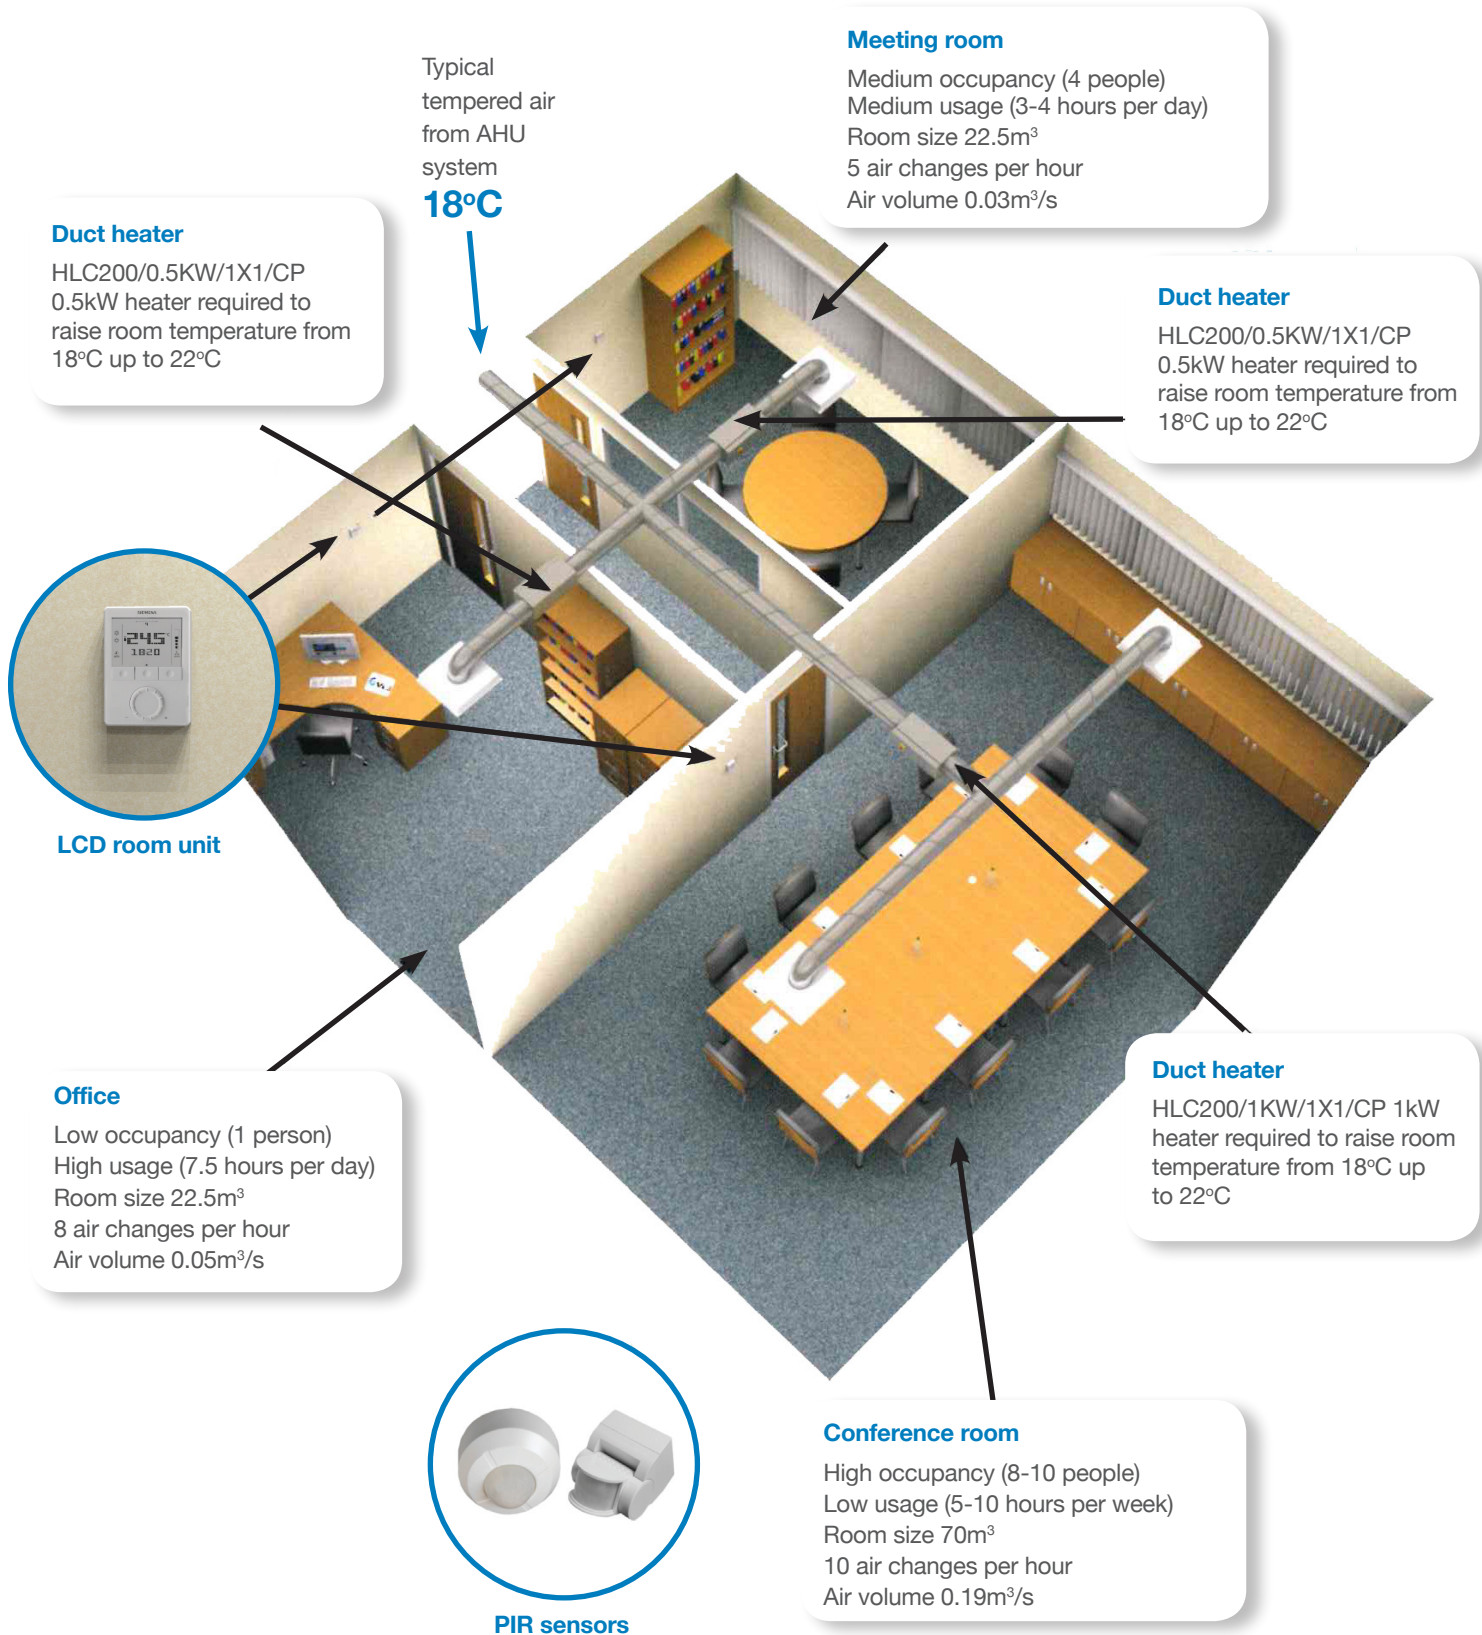 Typical
tempered air
from AHU
system
18°C
Meeting room
Medium occupancy (4 people)
Medium usage (3-4 hours per day)
Room size 22.5m³
5 air changes per hour
Air volume 0.03m³/s
Duct heater
HLC200/0.5KW/1X1/CP
0.5kW heater required to
raise room temperature from
18°C up to 22°C
Duct heater
HLC200/0.5KW/1X1/CP
0.5kW heater required to
raise room temperature from
18°C up to 22°C
SIEMENS
24.5
1820
LCD room unit
Office
Low occupancy (1 person)
High usage (7.5 hours per day)
Room size 22.5m³
8 air changes per hour
Air volume 0.05m³/s
Duct heater
HLC200/1KW/1X1/CP 1kW
heater required to raise room
temperature from 18°C up
to 22°C
PIR sensors
Conference room
High occupancy (8-10 people)
Low usage (5-10 hours per week)
Room size 70m³
10 air changes per hour
Air volume 0.19m³/s